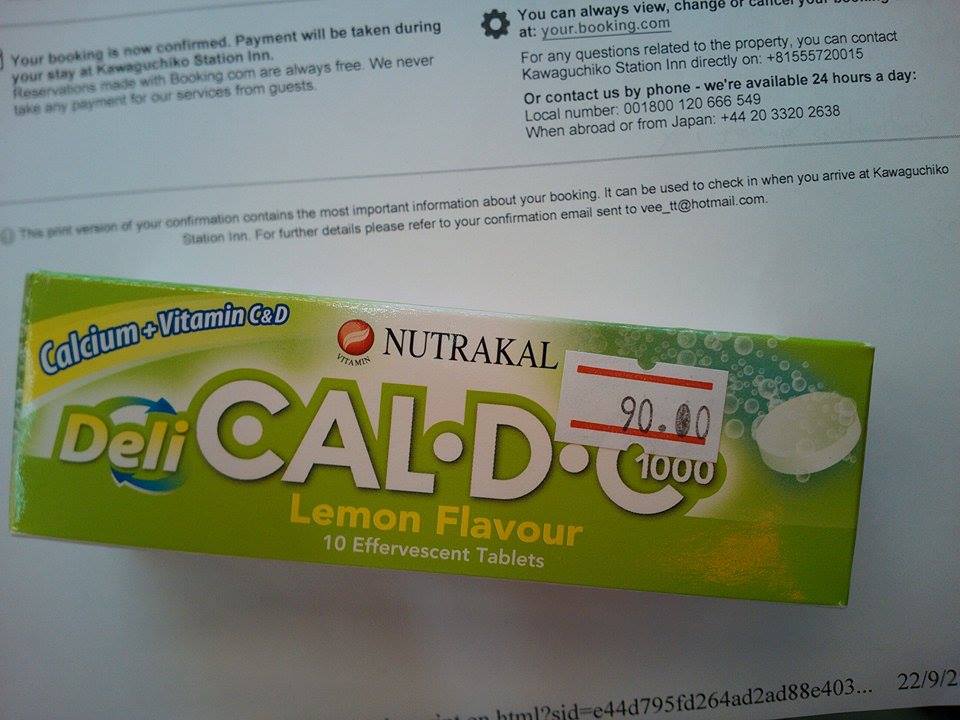 Your booking is now confirmed. Payment will be taken during
your stay at Kawaguchiko Station Inn.
Reservations made with Booking.com are always free. We never
take any payment for our services from guests.
You can always view, change or cancel your
at: your.booking.com
For any questions related to the property, you can contact
Kawaguchiko Station Inn directly on: +81555720015
Or contact us by phone - we're available 24 hours a day:
Local number: 001800 120 666 549
When abroad or from Japan: +44 20 3320 2638
This print version of your confirmation contains the most important information about your booking. It can be used to check in when you arrive at Kawaguchiko
Station Inn. For further details please refer to your confirmation email sent to vee_tt@hotmail.com.
Calcium + Vitamin C&D
VITAMIN
NUTRAKAL
90.00
Deli CAL•D•C 1000
Lemon Flavour
10 Effervescent Tablets
html?sid=e44d795fd264ad2ad88e403... 22/9/2